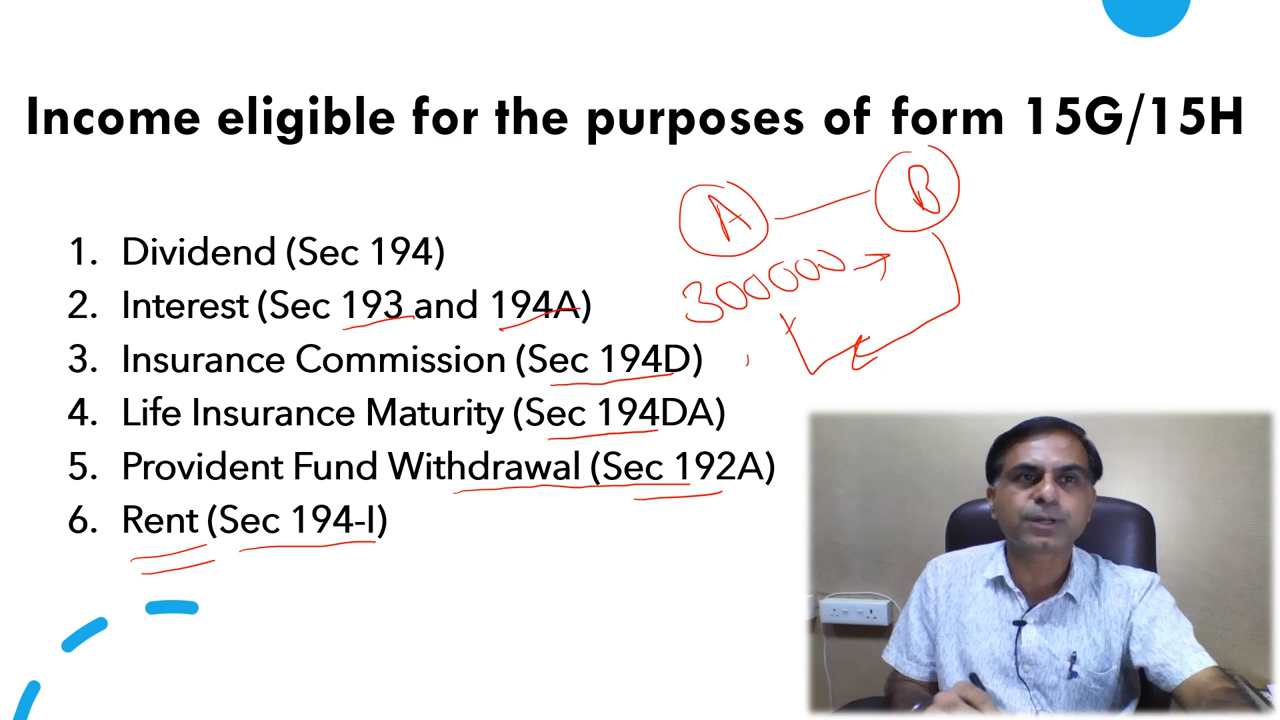 Income eligible for the purposes of form 15G/15H
A
B
300000
1. Dividend (Sec 194)
2. Interest (Sec 193 and 194A)
3. Insurance Commission (Sec 194D)
4. Life Insurance Maturity (Sec 194DA)
5. Provident Fund Withdrawal (Sec 192A)
6. Rent (Sec 194-I)